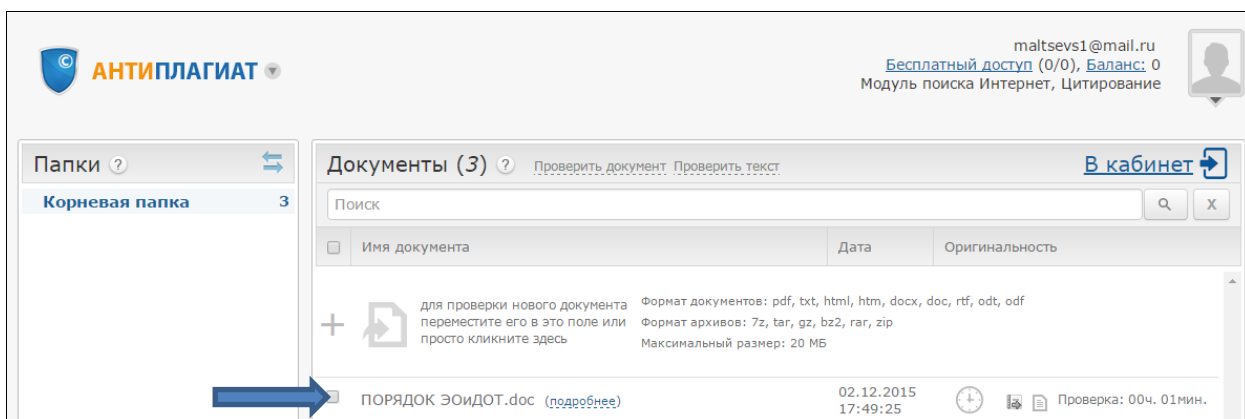 maltsevs1@mail.ru
Бесплатный доступ (0/0), Баланс: 0
Модуль поиска Интернет, Цитирование
© АНТИПЛАГИАТ
Папки ?
Корневая папка 3
Документы (3) ? Проверить документ Проверить текст В кабинет
Поиск X
Имя документа Дата Оригинальность
для проверки нового документа
переместите его в это поле или
просто кликните здесь
Формат документов: pdf, txt, html, htm, docx, doc, rtf, odt, odf
Формат архивов: 7z, tar, gz, bz2, rar, zip
Максимальный размер: 20 МБ
ПОРЯДОК ЭОиДОТ.doc (подробнее)
02.12.2015
17:49:25
Проверка: 00ч. 01мин.